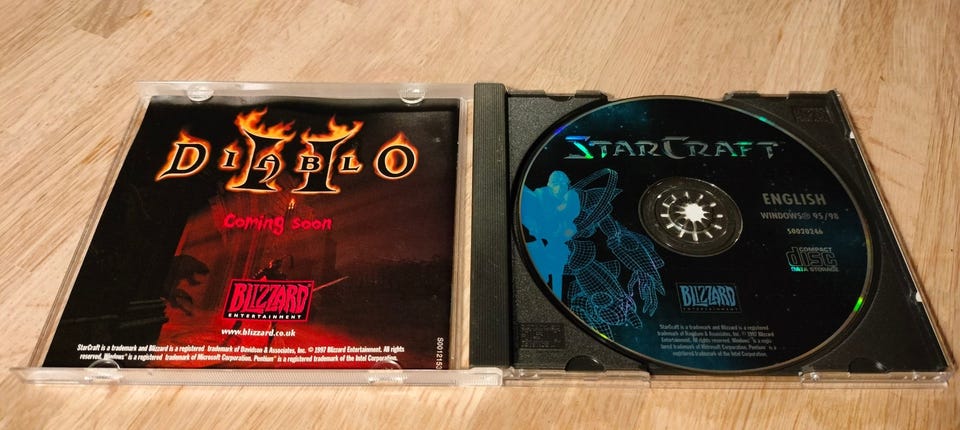 DIABLO II
Coming soon
BLIZZARD
ENTERTAINMENT
www.blizzard.co.uk
StarCraft is a trademark and Blizzard is a registered trademark of Davidson & Associates, Inc. © 1997 Blizzard Entertainment. All rights
reserved. Windows® is a registered trademark of Microsoft Corporation. Pentium® is a registered trademark of the Intel Corporation.
STARCRAFT
ENGLISH
WINDOWS® 95/98
S0020246
COMPACT
disc
DATA STORAGE
BLIZZARD
ENTERTAINMENT
StarCraft is a trademark and Blizzard is a registered
trademark of Davidson & Associates, Inc. © 1997 Blizzard
Entertainment. All rights reserved. Windows® is a regis-
tered trademark of Microsoft Corporation. Pentium® is a
registered trademark of the Intel Corporation.